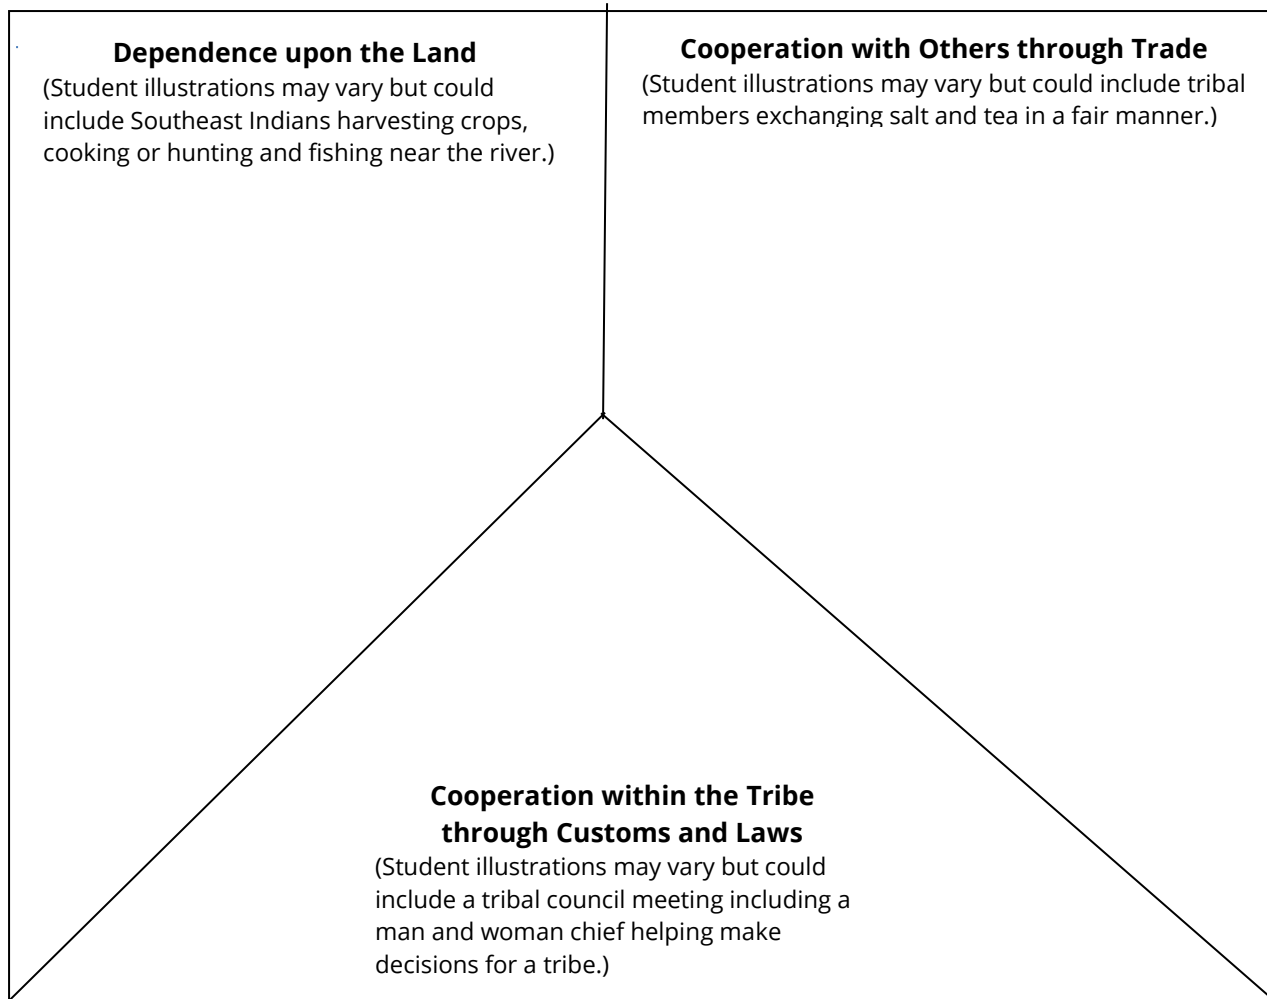 Dependence upon the Land
(Student illustrations may vary but could
include Southeast Indians harvesting crops,
cooking or hunting and fishing near the river.)
Cooperation with Others through Trade
(Student illustrations may vary but could include tribal
members exchanging salt and tea in a fair manner.)
Cooperation within the Tribe
through Customs and Laws
(Student illustrations may vary but could
include a tribal council meeting including a
man and woman chief helping make
decisions for a tribe.)